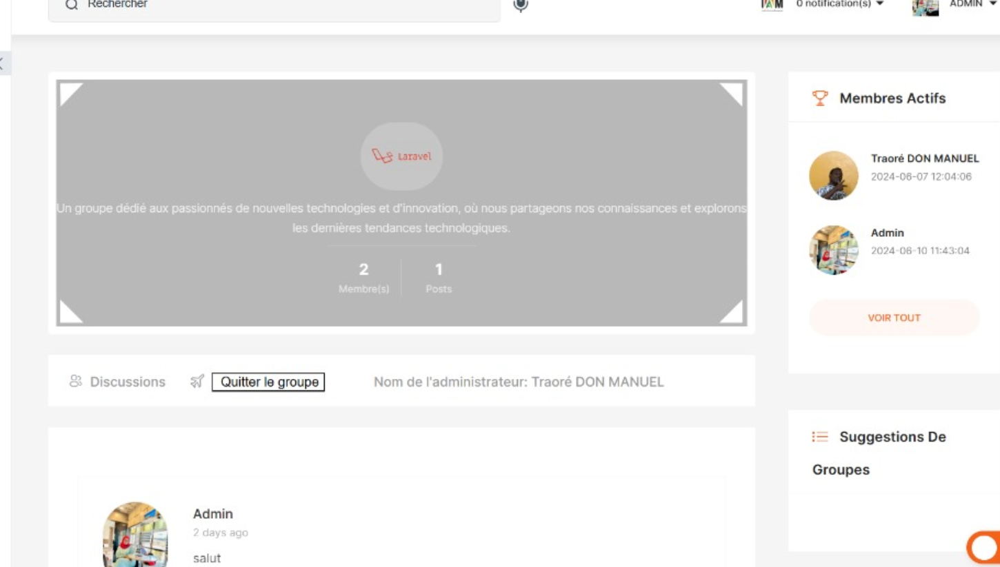 Rechercher
0 notification(s)
ADMIN
Laravel
Un groupe dédié aux passionnés de nouvelles technologies et d'innovation, où nous partageons nos connaissances et explorons
les dernières tendances technologiques.
2
Membre(s)
1
Posts
Discussions
Quitter le groupe
Nom de l'administrateur: Traoré DON MANUEL
Admin
2 days ago
salut
Membres Actifs
Traoré DON MANUEL
2024-06-07 12:04:06
Admin
2024-06-10 11:43:04
VOIR TOUT
Suggestions De
Groupes